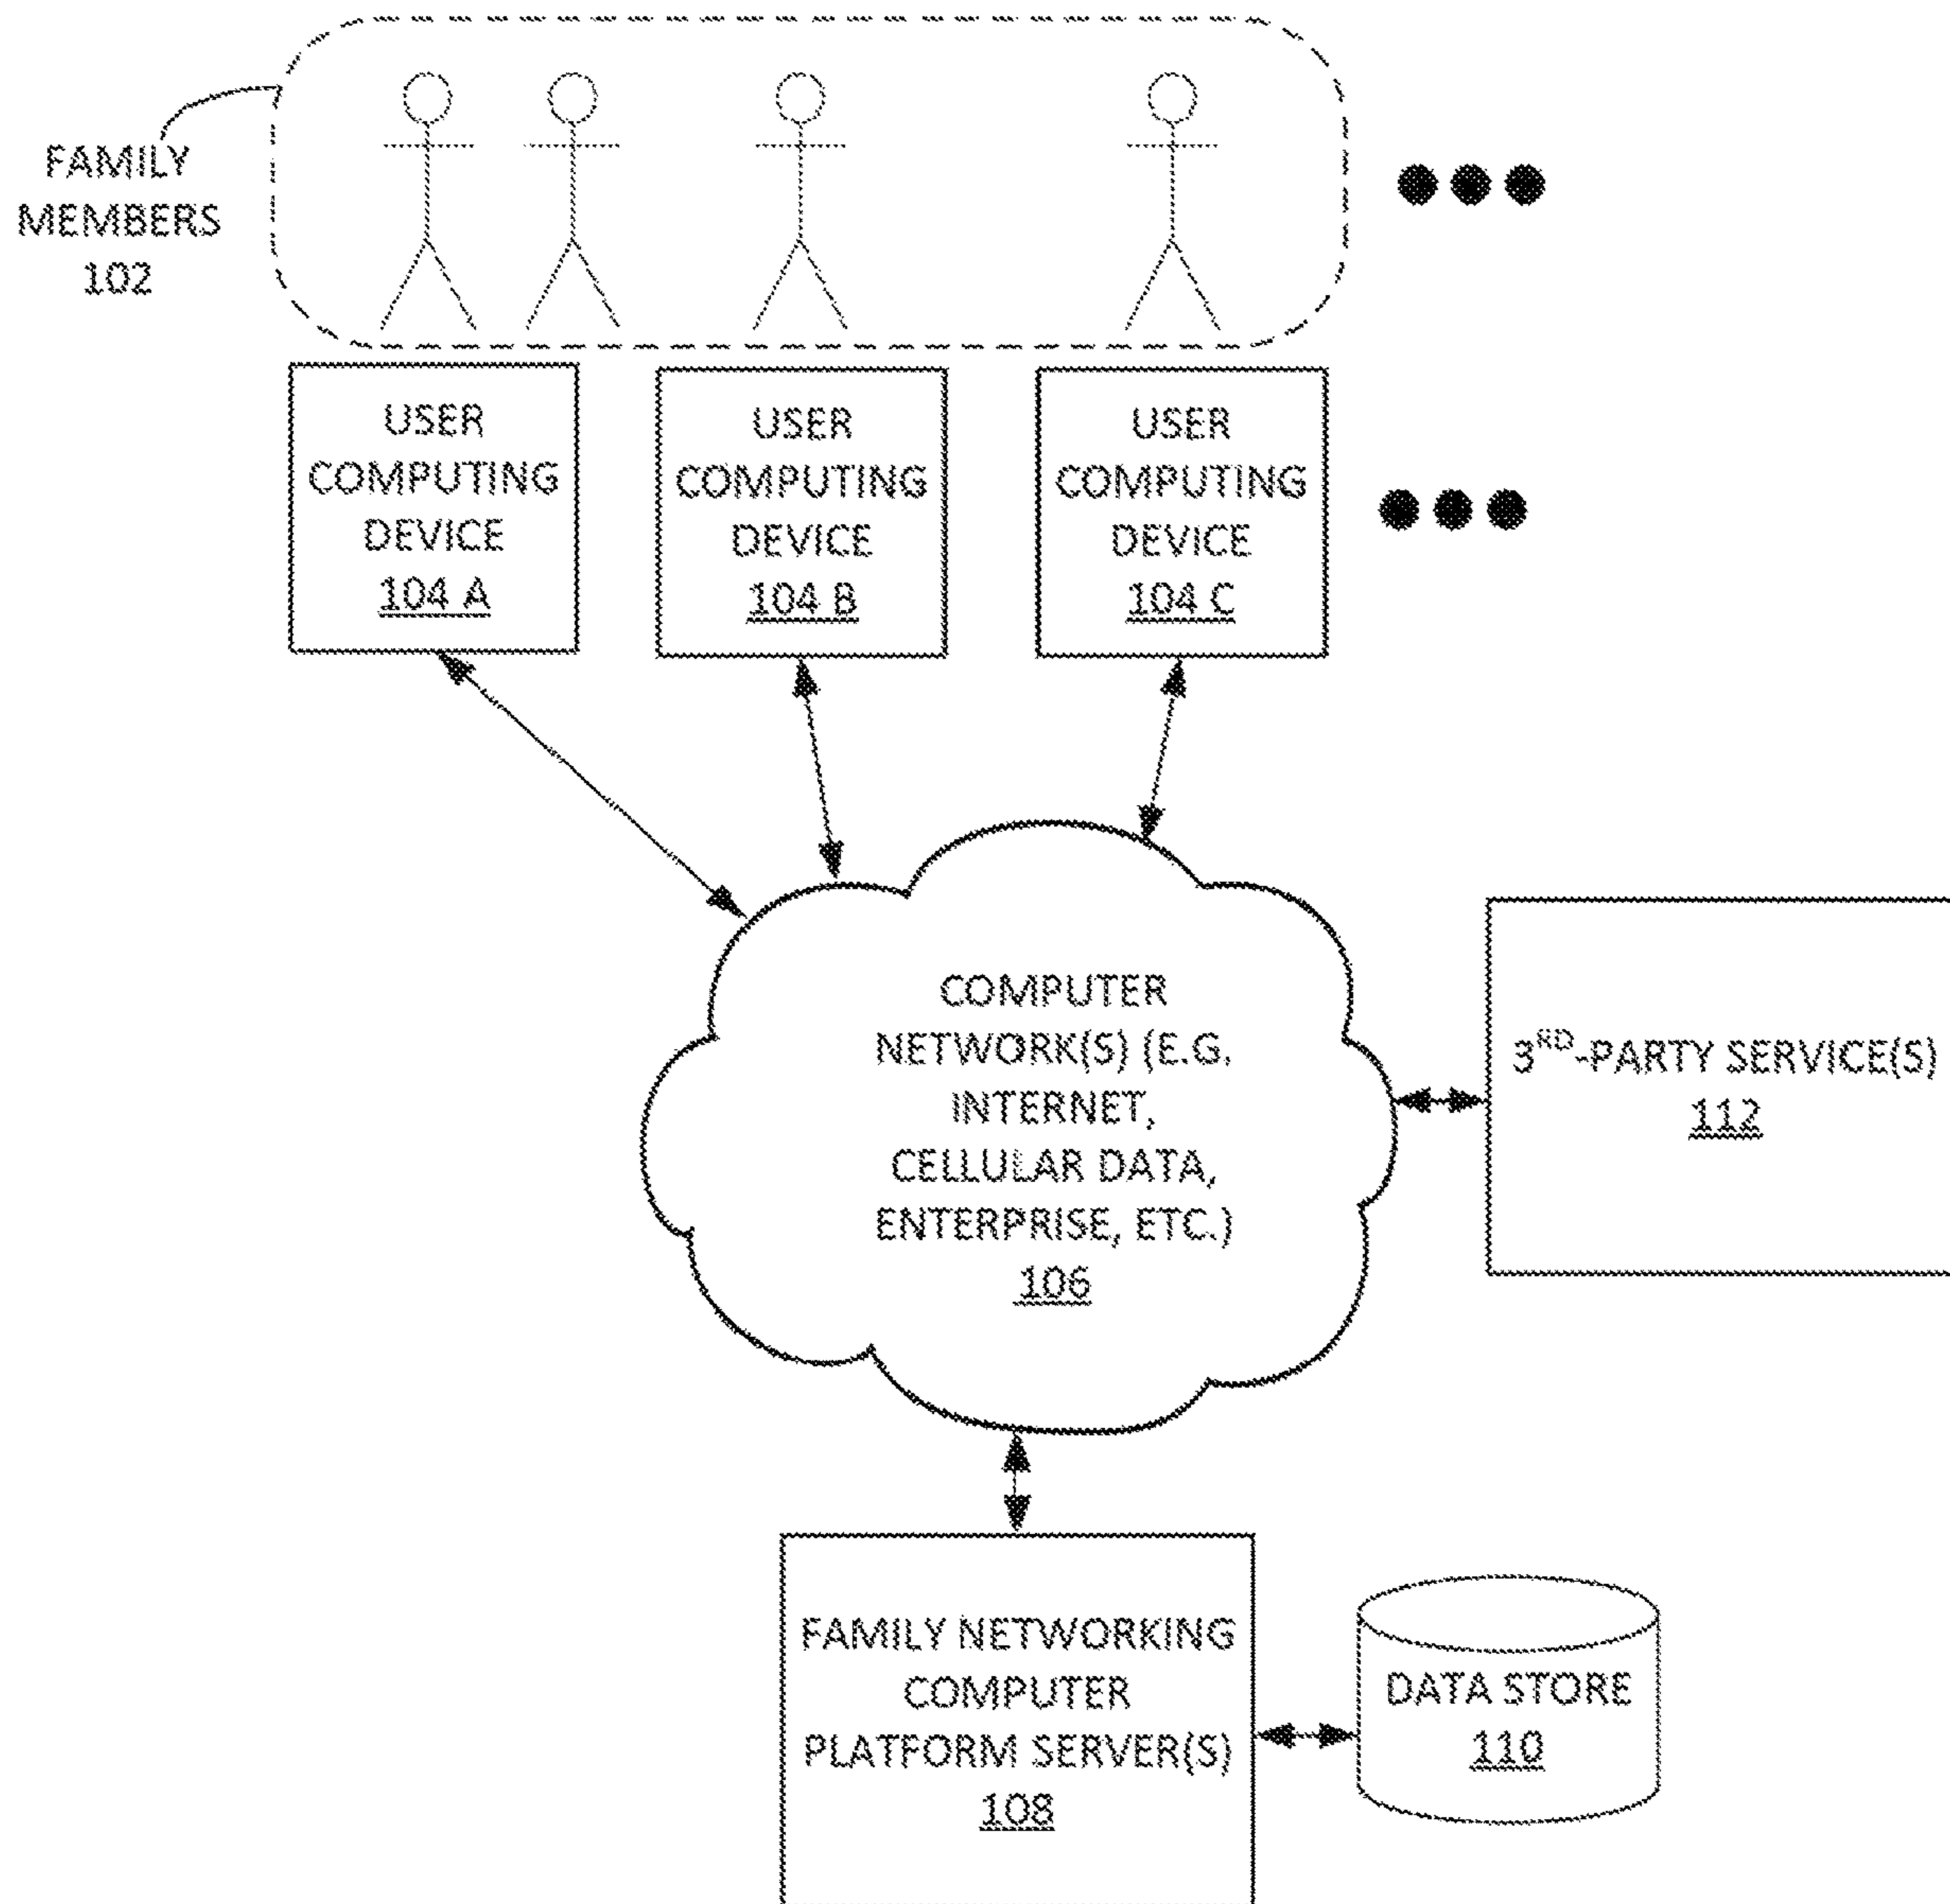 FAMILY
MEMBERS
102
USER
COMPUTING
DEVICE
104 A
USER
COMPUTING
DEVICE
104 B
USER
COMPUTING
DEVICE
104 C
COMPUTER
NETWORK(S) (E.G.
INTERNET,
CELLULAR DATA,
ENTERPRISE, ETC.)
106
3RD-PARTY SERVICE(S)
112
FAMILY NETWORKING
COMPUTER
PLATFORM SERVER(S)
108
DATA STORE
110